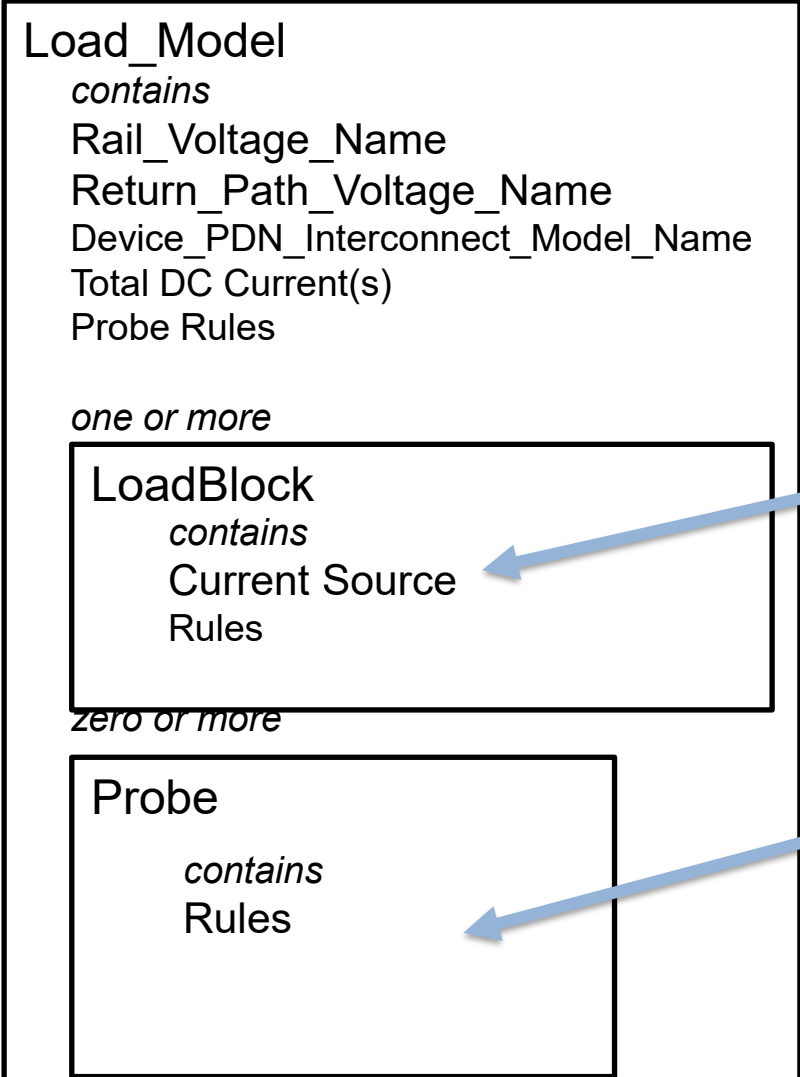 Load_Model
contains
Rail_Voltage_Name
Return_Path_Voltage_Name
Device_PDN_Interconnect_Model_Name
Total DC Current(s)
Probe Rules
one or more
LoadBlock
contains
Current Source
Rules
zero or more
Probe
contains
Rules